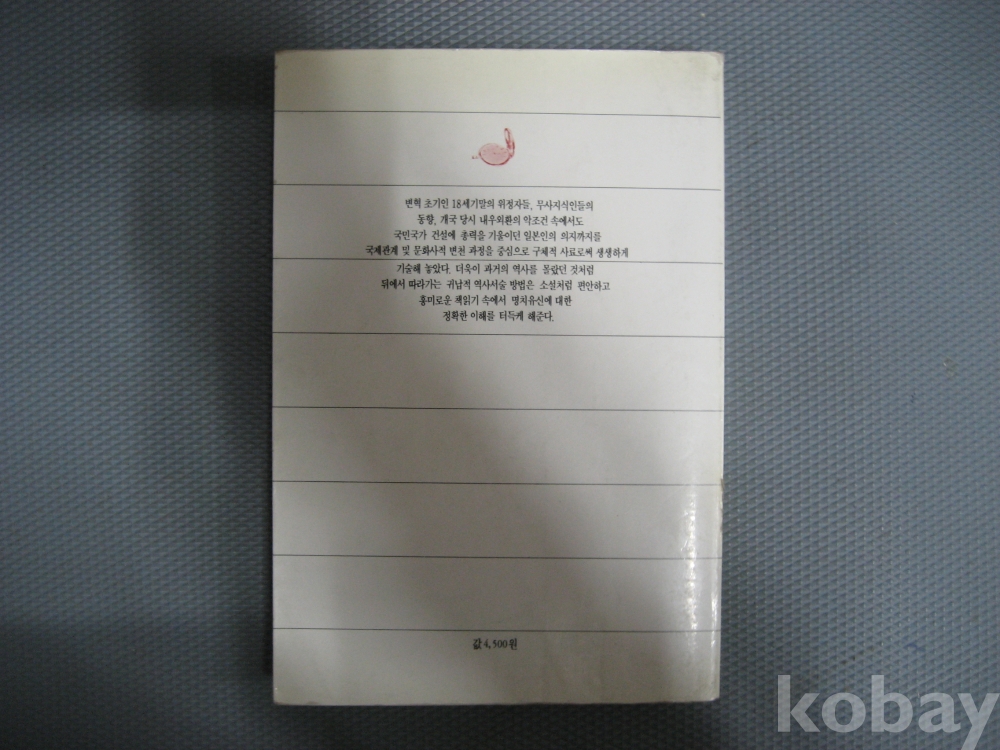 변혁 초기인 18세기말의 위정자들, 무사지식인들의
동향, 개국 당시 내우외환의 악조건 속에서도
국민국가 건설에 총력을 기울이던 일본인의 의지까지를
국제관계 및 문화사적 변천 과정을 중심으로 구체적 사료로써 생생하게
기술해 놓았다. 더욱이 과거의 역사를 몰랐던 것처럼
뒤에서 따라가는 귀납적 역사서술 방법은 소설처럼 편안하고
흥미로운 책읽기 속에서 명치유신에 대한
정확한 이해를 터득케 해준다.
값 4,500원
kobay